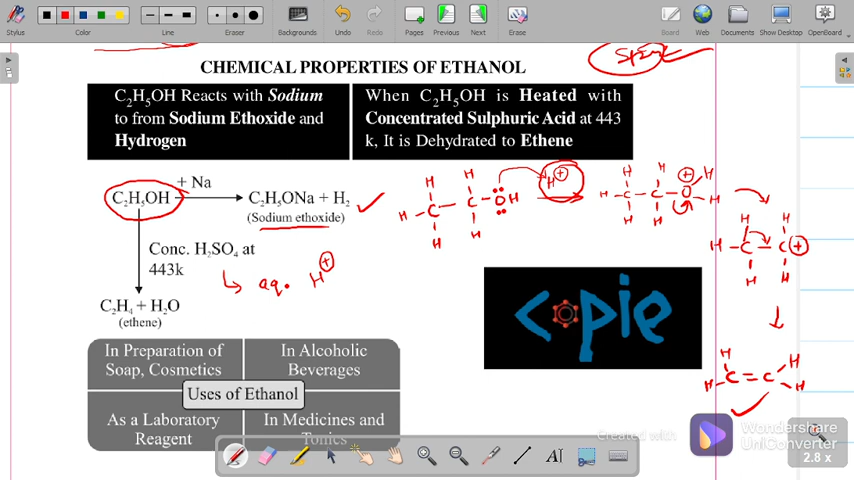 Stylus
Color
Line
Eraser
Backgrounds
Undo
Redo
Pages
Previous
Next
Erase
Board
Web
Documents
Show Desktop
OpenBoard
CHEMICAL PROPERTIES OF ETHANOL
C₂H₅OH Reacts with Sodium
to from Sodium Ethoxide and
Hydrogen
When C₂H₅OH is Heated with
Concentrated Sulphuric Acid at 443
k, It is Dehydrated to Ethene
+ Na
C₂H₅OH
C₂H₅ONa + H₂
(Sodium ethoxide)
Conc. H₂SO₄ at
443k
aq. H⊕
C₂H₄ + H₂O
(ethene)
H H
H C C OH
H H
H⊕
H H ⊕ H
C C O H
H H
H H
H C C ⊕
H H
H H
H C = C H
c pie
In Preparation of
Soap, Cosmetics
In Alcoholic
Beverages
Uses of Ethanol
As a Laboratory
Reagent
In Medicines and
Tonics
Created with
Wondershare
UniConverter
2.8 x